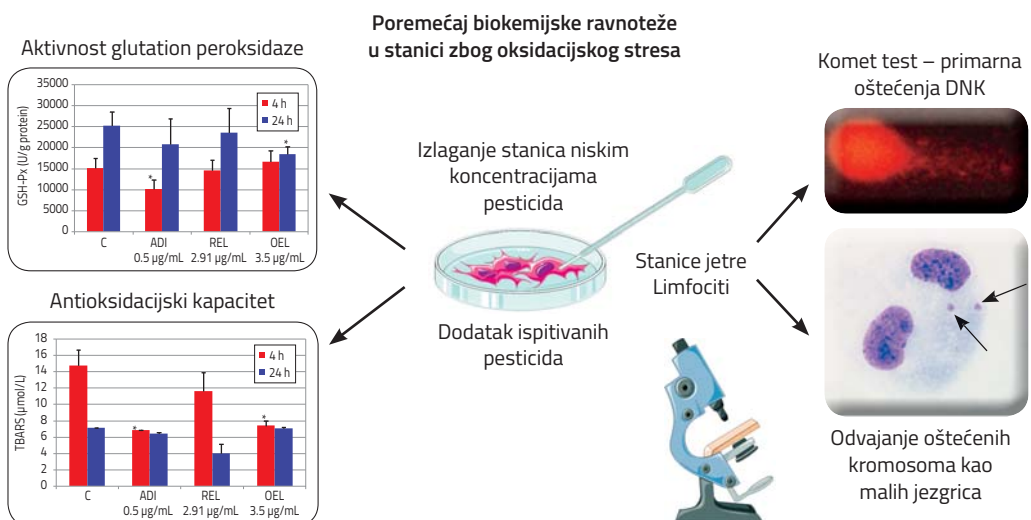 Poremećaj biokemijske ravnoteže
u stanici zbog oksidacijskog stresa
Aktivnost glutation peroksidaze
GSH-Px (U/g protein)
35000
30000
25000
20000
15000
10000
5000
0
4 h
24 h
*
*
C
ADI
REL
OEL
0.5 µg/mL
2.91 µg/mL
3.5 µg/mL
Antioksidacijski kapacitet
TBARS (µmol/L)
18
16
14
12
10
8
6
4
2
0
4 h
24 h
*
*
C
ADI
REL
OEL
0.5 µg/mL
2.91 µg/mL
3.5 µg/mL
Izlaganje stanica niskim
koncentracijama
pesticida
Dodatak ispitivanih
pesticida
Stanice jetre
Limfociti
Komet test – primarna
oštećenja DNK
Odvajanje oštećenih
kromosoma kao
malih jezgrica